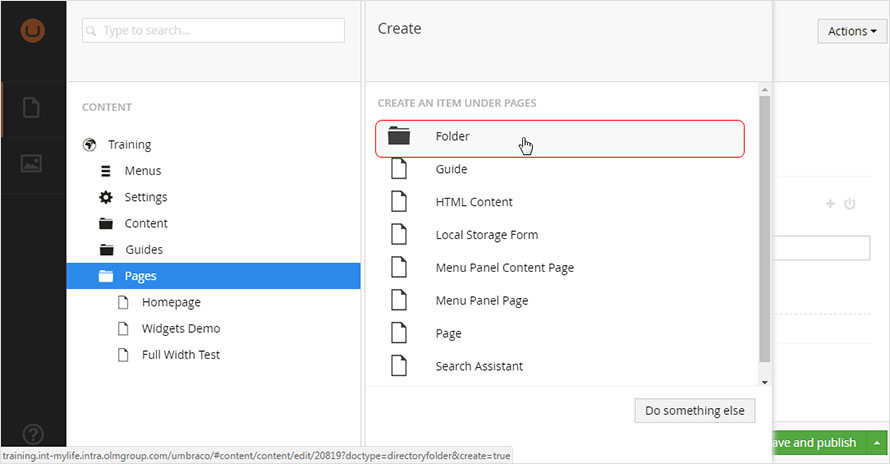 Type to search...
CONTENT
Training
Menus
Settings
Content
Guides
Pages
Homepage
Widgets Demo
Full Width Test
Create
CREATE AN ITEM UNDER PAGES
Folder
Guide
HTML Content
Local Storage Form
Menu Panel Content Page
Menu Panel Page
Page
Search Assistant
Do something else
Actions
ave and publish
training.int-mylife.intra.olmgroup.com/umbraco/#content/content/edit/20819?doctype=directoryfolder&create=true